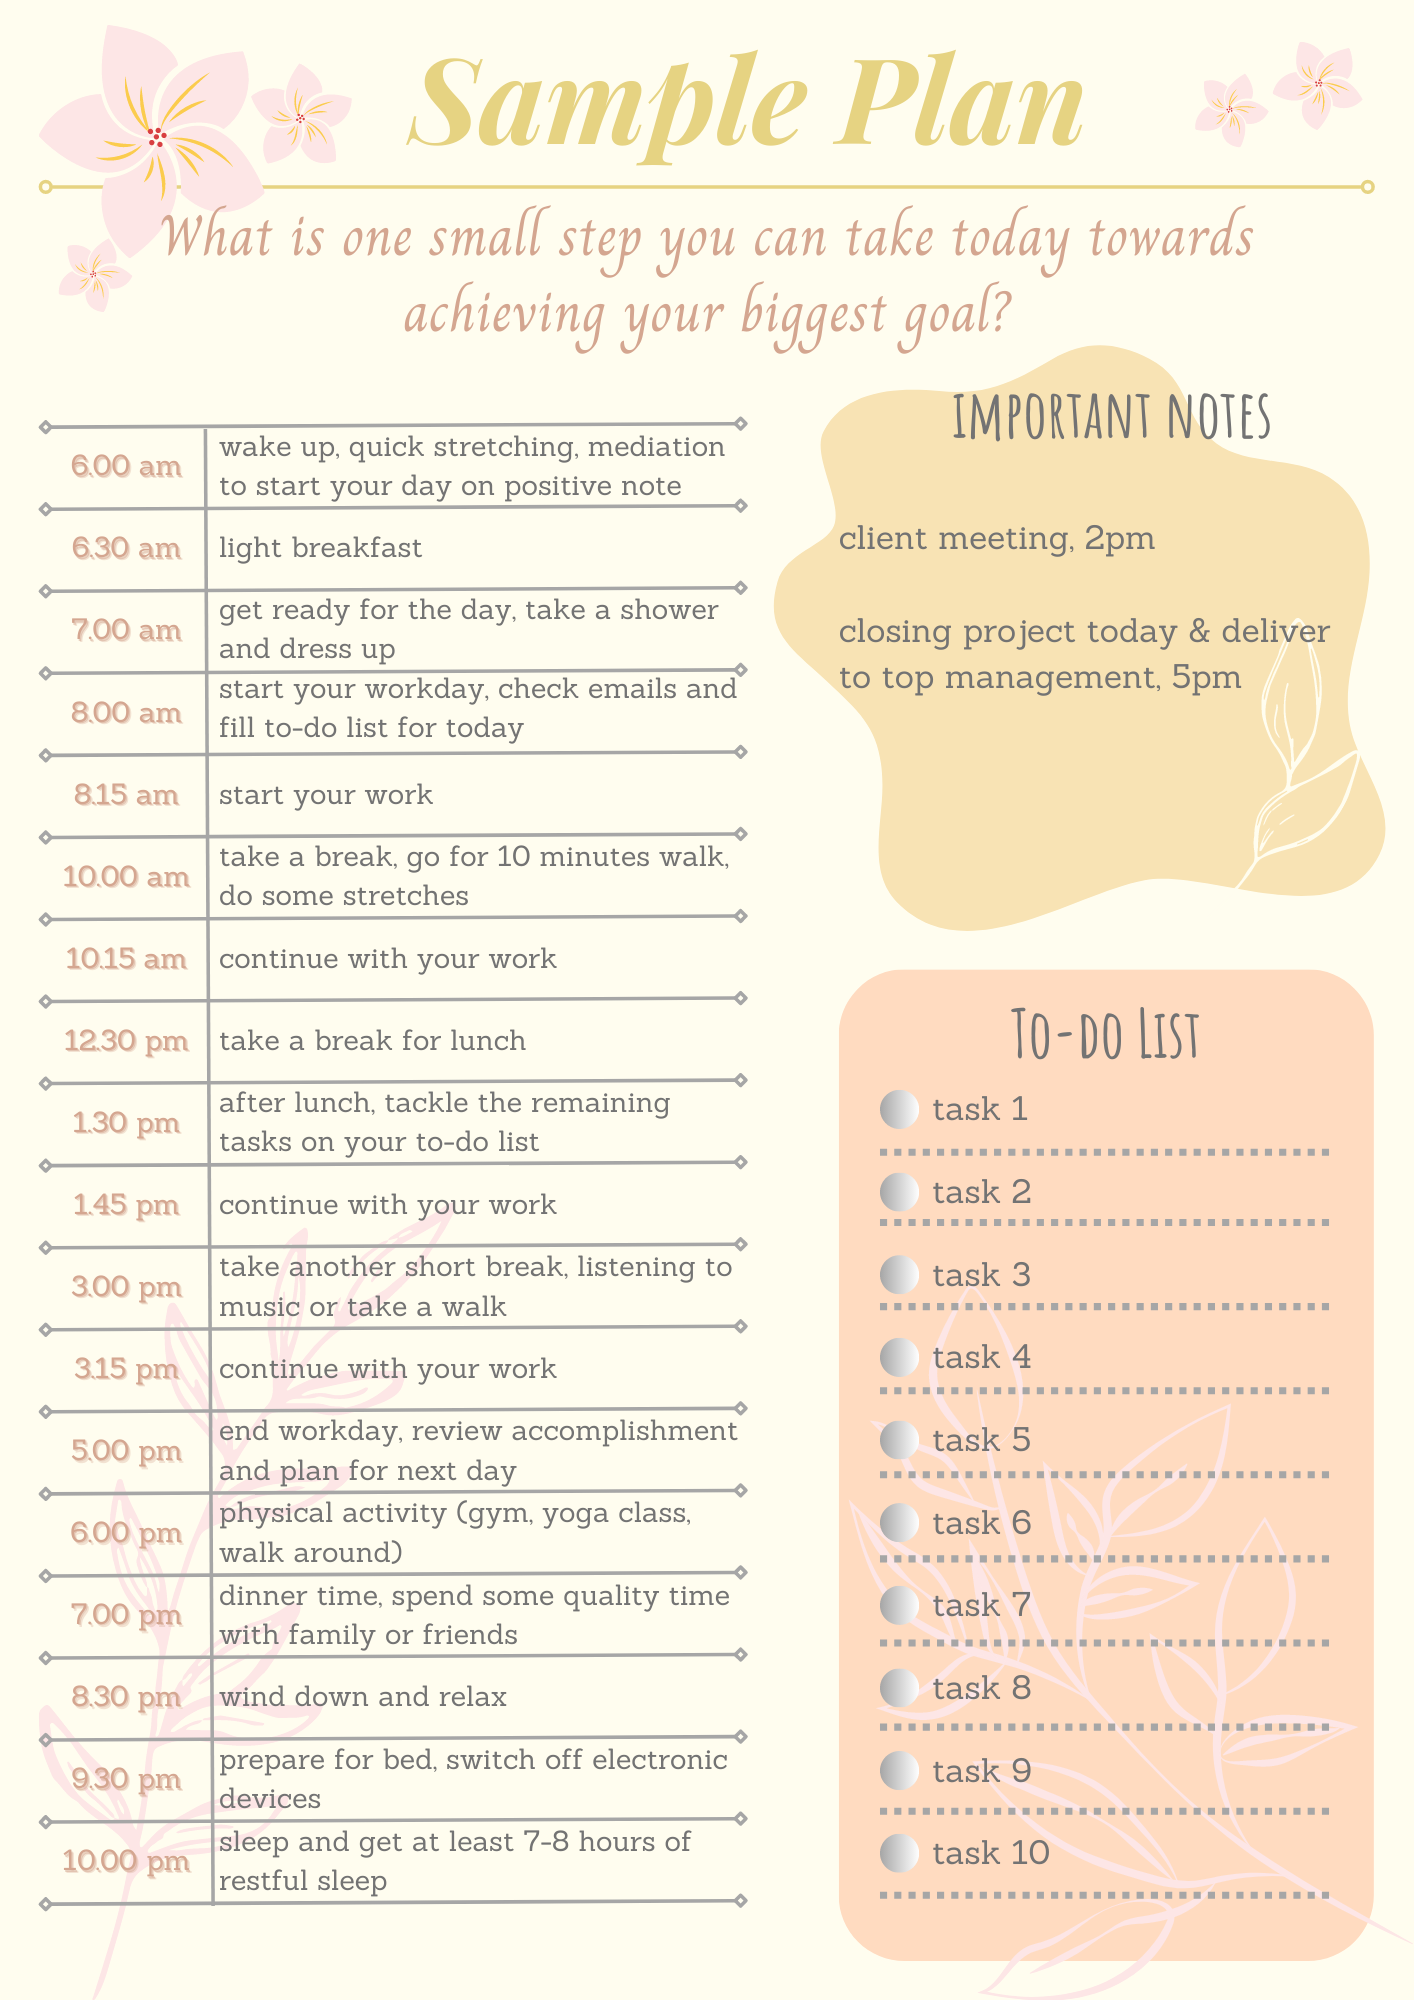 Sample Plan
What is one small step you can take today towards
achieving your biggest goal?
6.00 am
wake up, quick stretching, mediation
to start your day on positive note
6.30 am
light breakfast
7.00 am
get ready for the day, take a shower
and dress up
8.00 am
start your workday, check emails and
fill to-do list for today
8.15 am
start your work
10.00 am
take a break, go for 10 minutes walk,
do some stretches
10.15 am
continue with your work
12.30 pm
take a break for lunch
1.30 pm
after lunch, tackle the remaining
tasks on your to-do list
1.45 pm
continue with your work
3.00 pm
take another short break, listening to
music or take a walk
3.15 pm
continue with your work
5.00 pm
end workday, review accomplishment
and plan for next day
6.00 pm
physical activity (gym, yoga class,
walk around)
7.00 pm
dinner time, spend some quality time
with family or friends
8.30 pm
wind down and relax
9.30 pm
prepare for bed, switch off electronic
devices
10.00 pm
sleep and get at least 7-8 hours of
restful sleep
IMPORTANT NOTES
client meeting, 2pm
closing project today & deliver
to top management, 5pm
TO-DO LIST
task 1
task 2
task 3
task 4
task 5
task 6
task 7
task 8
task 9
task 10